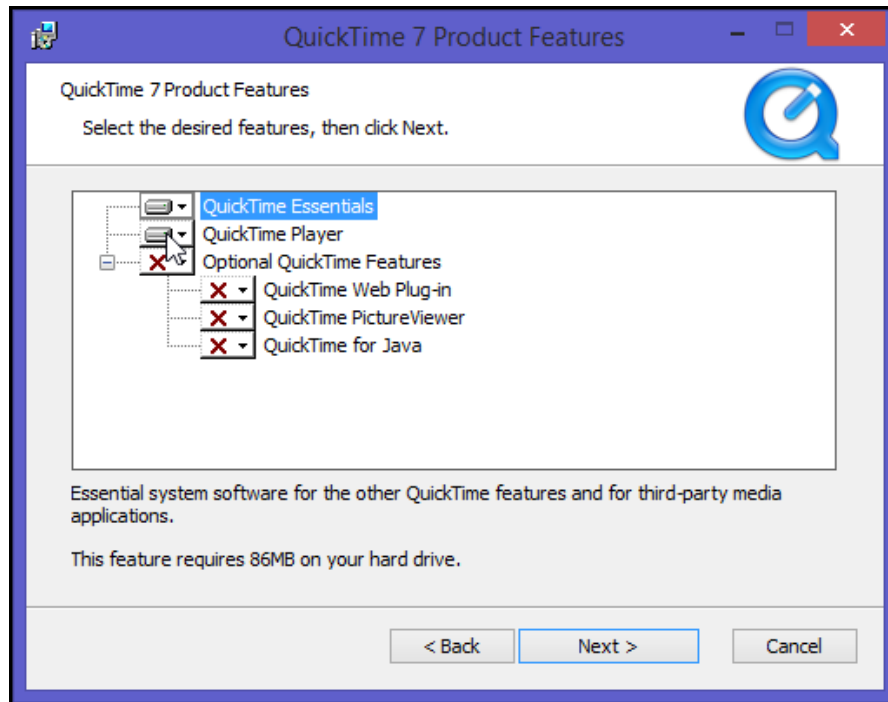 QuickTime 7 Product Features
QuickTime 7 Product Features
Select the desired features, then click Next.
QuickTime Essentials
QuickTime Player
Optional QuickTime Features
QuickTime Web Plug-in
QuickTime PictureViewer
QuickTime for Java
Essential system software for the other QuickTime features and for third-party media
applications.
This feature requires 86MB on your hard drive.
< Back Next > Cancel